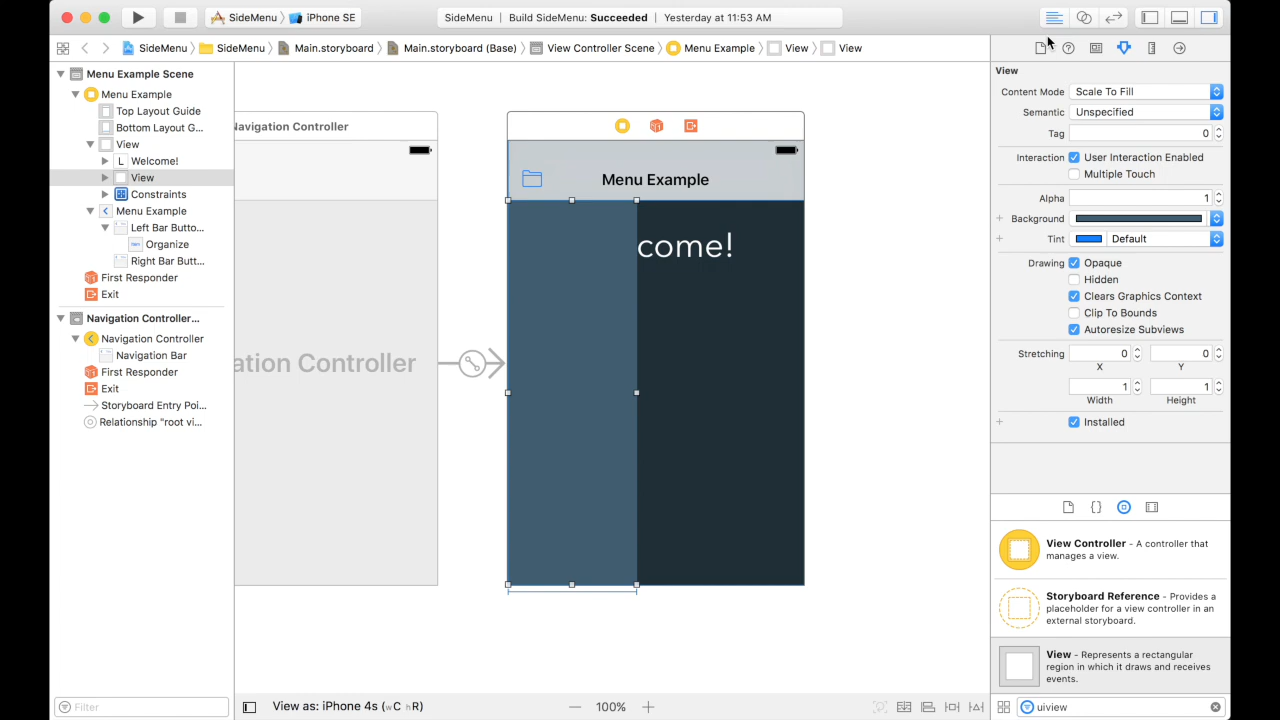 SideMenu
iPhone SE
SideMenu | Build SideMenu: Succeeded | Yesterday at 11:53 AM
SideMenu
SideMenu
Main.storyboard
Main.storyboard (Base)
View Controller Scene
Menu Example
View
View
Menu Example Scene
Menu Example
Top Layout Guide
Bottom Layout G...
View
L Welcome!
View
Constraints
Menu Example
Left Bar Butto...
Organize
Right Bar Butt...
First Responder
Exit
Navigation Controller...
Navigation Controller
Navigation Bar
First Responder
Exit
Storyboard Entry Poi...
Relationship "root vi...
Filter
Navigation Controller
ation Controller
Menu Example
come!
View as: iPhone 4s (wC hR)
100%
View
Content Mode Scale To Fill
Semantic Unspecified
Tag 0
Interaction User Interaction Enabled
Multiple Touch
Alpha 1
Background
Tint Default
Drawing Opaque
Hidden
Clears Graphics Context
Clip To Bounds
Autoresize Subviews
Stretching 0 0
X Y
1 1
Width Height
Installed
View Controller - A controller that
manages a view.
Storyboard Reference - Provides a
placeholder for a view controller in an
external storyboard.
View - Represents a rectangular
region in which it draws and receives
events.
uiview